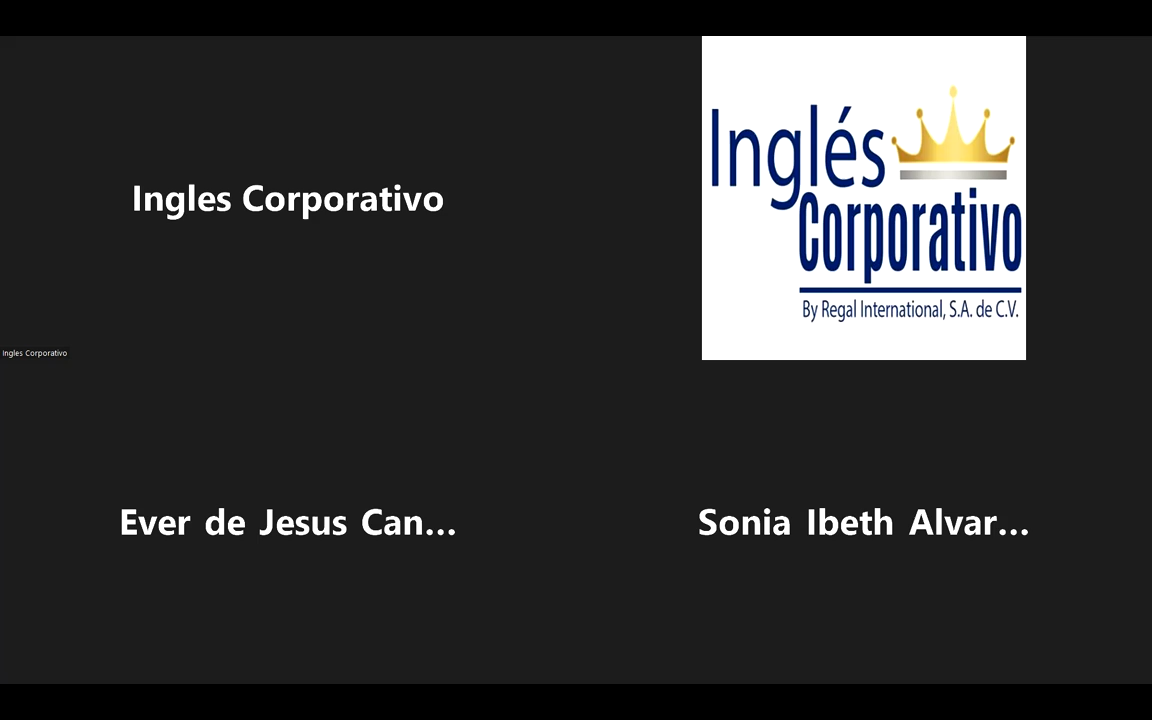 Ingles Corporativo
Inglés
Corporativo
By Regal International, S.A. de C.V.
Ingles Corporativo
Ever de Jesus Can...
Sonia Ibeth Alvar...